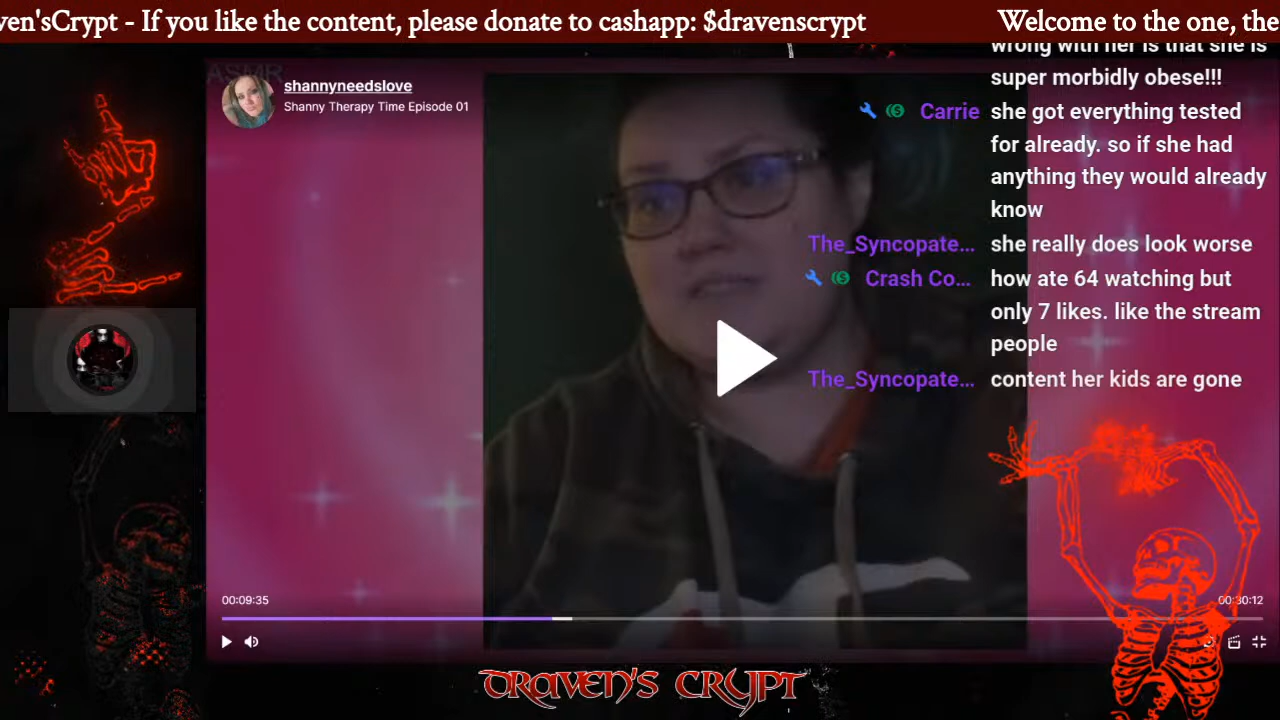 ven'sCrypt - If you like the content, please donate to cashapp: $dravenscrypt Welcome to the one, the
ASMR
shannyneedslove
Shanny Therapy Time Episode 01
wrong with her is that she is
super morbidly obese!!!
Carrie she got everything tested
for already. so if she had
anything they would already
know
The_Syncopate... she really does look worse
Crash Co... how ate 64 watching but
only 7 likes. like the stream
people
The_Syncopate... content her kids are gone
00:09:35
00:30:12
DRAVEN'S CRYPT